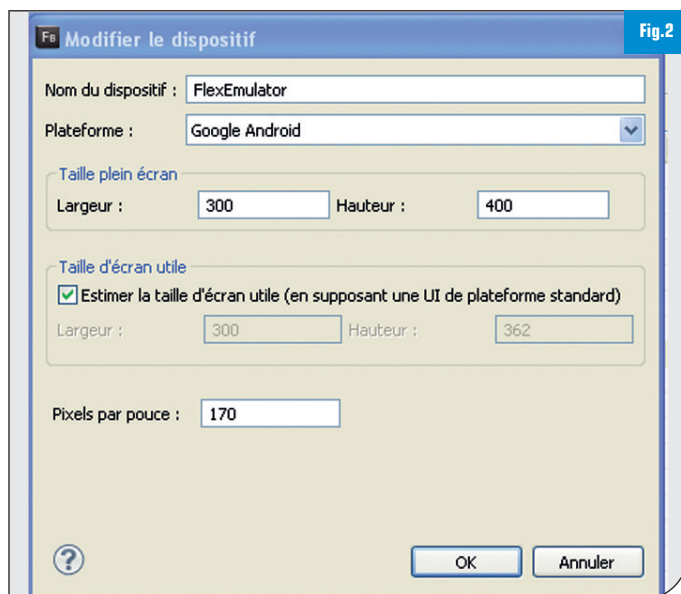 Fig.2
FB Modifier le dispositif
Nom du dispositif : FlexEmulator
Plateforme : Google Android
Taille plein écran
Largeur : 300 Hauteur : 400
Taille d'écran utile
Estimer la taille d'écran utile (en supposant une UI de plateforme standard)
Largeur : 300 Hauteur : 362
Pixels par pouce : 170
? OK Annuler